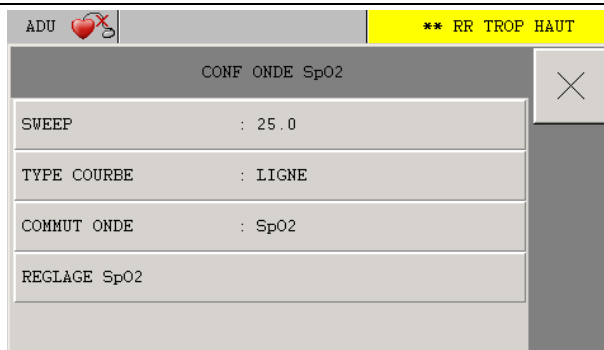 ADU ** RR TROP HAUT
CONF ONDE SpO2
SWEEP : 25.0
TYPE COURBE : LIGNE
COMMUT ONDE : SpO2
REGLAGE SpO2